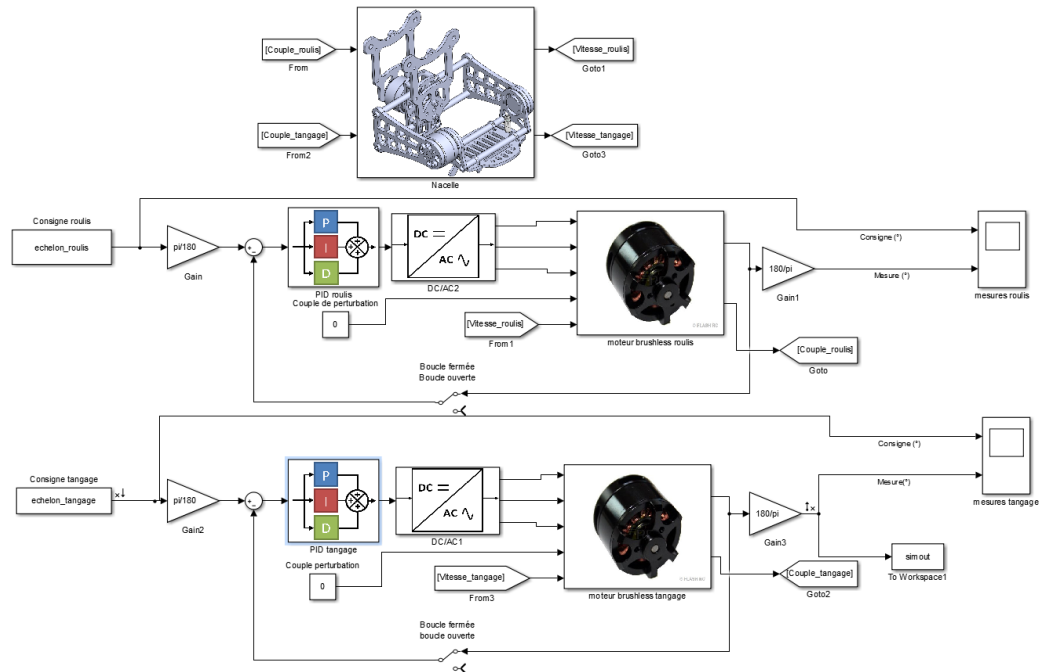 [Couple_roulis]
From
[Vitesse_roulis]
Goto1
[Couple_tangage]
From2
[Vitesse_tangage]
Goto3
Nacelle
Consigne roulis
echelon_roulis
pi/180
Gain
P
I
D
PID roulis
DC
AC
DC/AC2
Couple de perturbation
0
[Vitesse_roulis]
From1
moteur brushless roulis
180/pi
Gain1
Consigne (°)
Mesure (°)
mesures roulis
[Couple_roulis]
Goto
Boucle fermée
Boucle ouverte
Consigne tangage
echelon_tangage
pi/180
Gain2
P
I
D
PID tangage
DC
AC
DC/AC1
Couple perturbation
0
[Vitesse_tangage]
From3
moteur brushless tangage
180/pi
Gain3
Consigne (°)
Mesure(°)
mesures tangage
simout
To Workspace1
[Couple_tangage]
Goto2
Boucle fermée
boucle ouverte